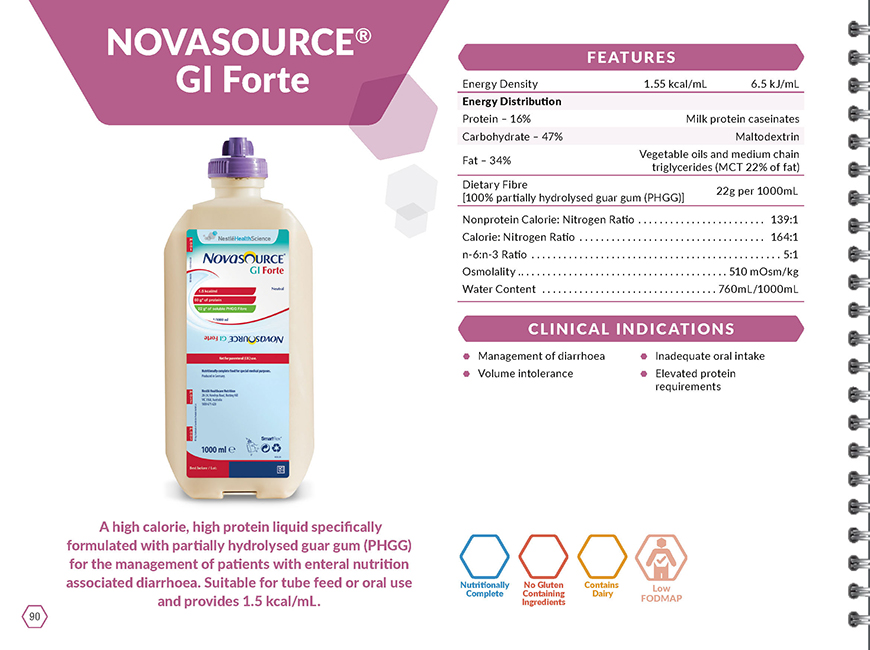 NOVASOURCE®
GI Forte
NestléHealthScience
NOVASOURCE®
GI Forte
Neutral
NOVASOURCE®
GI Forte
1000 ml e
SmartFlex™
A high calorie, high protein liquid specifically
formulated with partially hydrolysed guar gum (PHGG)
for the management of patients with enteral nutrition
associated diarrhoea. Suitable for tube feed or oral use
and provides 1.5 kcal/mL.
90
FEATURES
Energy Density 1.55 kcal/mL 6.5 kJ/mL
Energy Distribution
Protein – 16% Milk protein caseinates
Carbohydrate – 47% Maltodextrin
Fat – 34% Vegetable oils and medium chain
triglycerides (MCT 22% of fat)
Dietary Fibre
[100% partially hydrolysed guar gum (PHGG)] 22g per 1000mL
Nonprotein Calorie: Nitrogen Ratio 139:1
Calorie: Nitrogen Ratio 164:1
n-6:n-3 Ratio 5:1
Osmolality 510 mOsm/kg
Water Content 760mL/1000mL
CLINICAL INDICATIONS
Management of diarrhoea
Volume intolerance
Inadequate oral intake
Elevated protein
requirements
Nutritionally
Complete
No Gluten
Containing
Ingredients
Contains
Dairy
Low
FODMAP